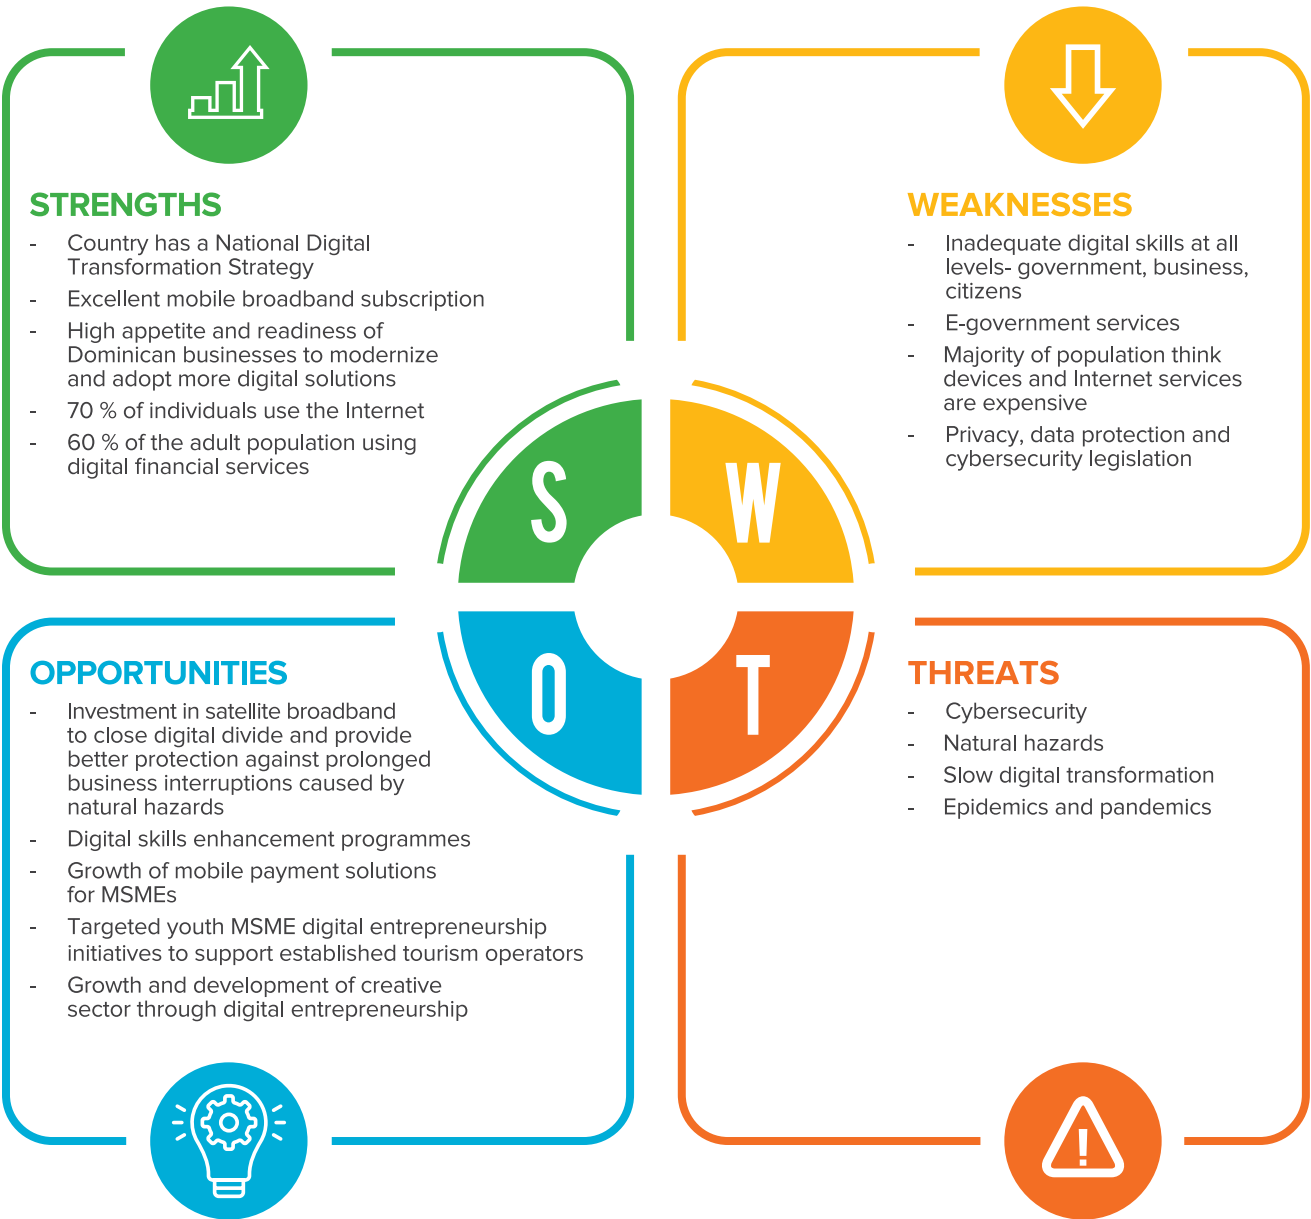 STRENGTHS
- Country has a National Digital
Transformation Strategy
- Excellent mobile broadband subscription
- High appetite and readiness of
Dominican businesses to modernize
and adopt more digital solutions
- 70 % of individuals use the Internet
- 60 % of the adult population using
digital financial services
WEAKNESSES
- Inadequate digital skills at all
levels- government, business,
citizens
- E-government services
- Majority of population think
devices and Internet services
are expensive
- Privacy, data protection and
cybersecurity legislation
S
W
O
T
OPPORTUNITIES
- Investment in satellite broadband
to close digital divide and provide
better protection against prolonged
business interruptions caused by
natural hazards
- Digital skills enhancement programmes
- Growth of mobile payment solutions
for MSMEs
- Targeted youth MSME digital entrepreneurship
initiatives to support established tourism operators
- Growth and development of creative
sector through digital entrepreneurship
THREATS
- Cybersecurity
- Natural hazards
- Slow digital transformation
- Epidemics and pandemics